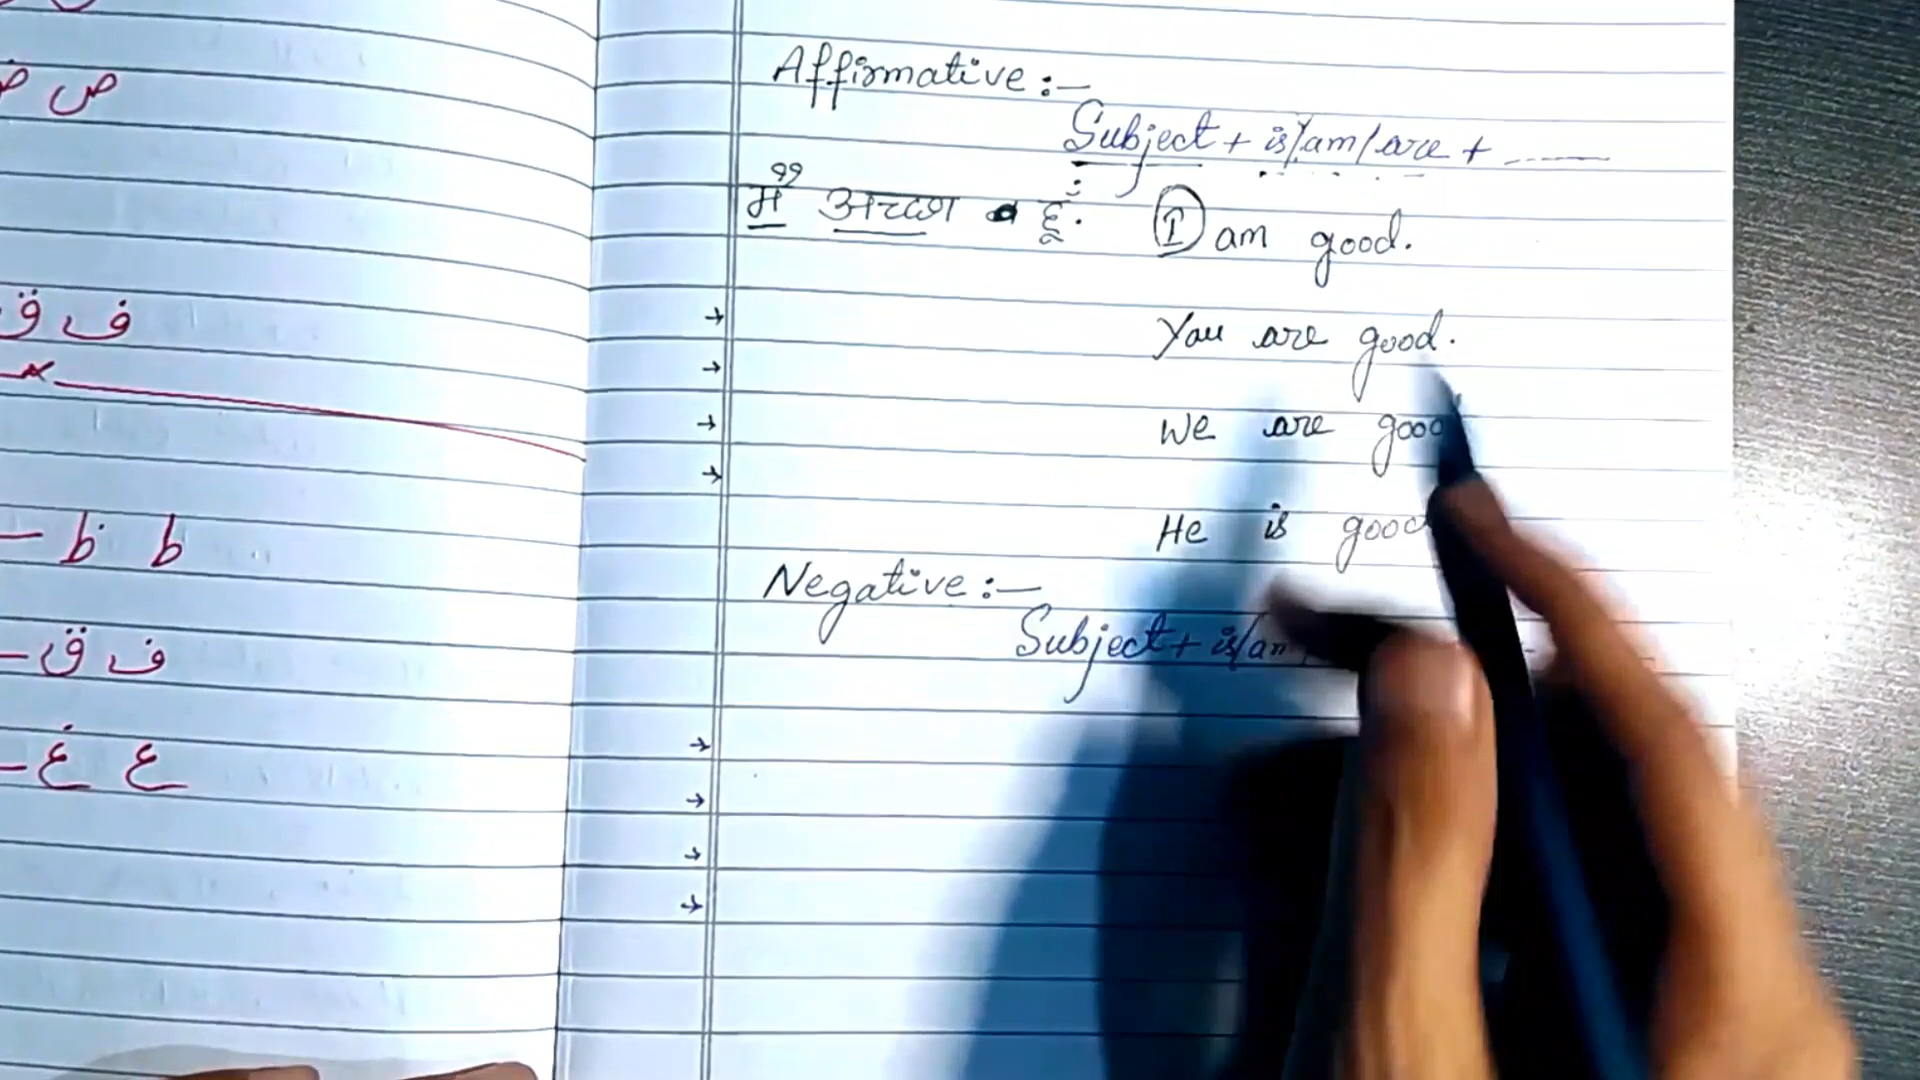 ص ض
ف ق
ط ظ —
ف ق —
ع غ —
Affirmative :—
Subject + is/am/are + ------
में अच्छा हूँ. I am good.
→ You are good.
→
→ We are good
→ He is good
Negative :—
Subject + is/am
→
→
→
→